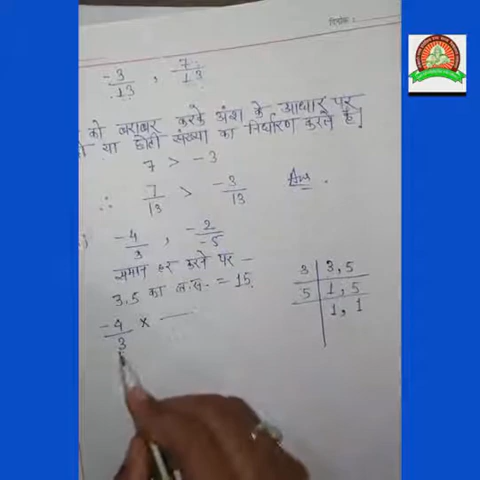 दिनांक :
-3/13 , 7/13
को बराबर करके अंश के आधार पर
या छोटी संख्या का निर्धारण करते है।
7 > -3
∴ 7/13 > -3/13 Ans.
-4/3 , -2/-5
समान हर करने पर –
3,5 का ल.स. = 15
3 | 3, 5
5 | 1, 5
1, 1
-4/3 × —